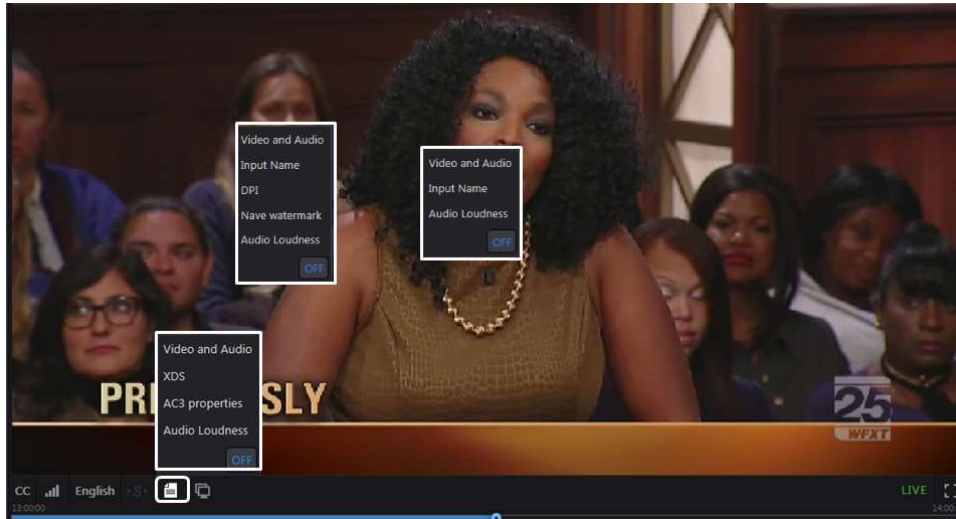 Video and Audio
Input Name
DPI
Nave watermark
Audio Loudness
OFF
Video and Audio
Input Name
Audio Loudness
OFF
Video and Audio
XDS
AC3 properties
Audio Loudness
OFF
PR SLY
25
WFXT
CC English S LIVE
13:00:00 14:00: